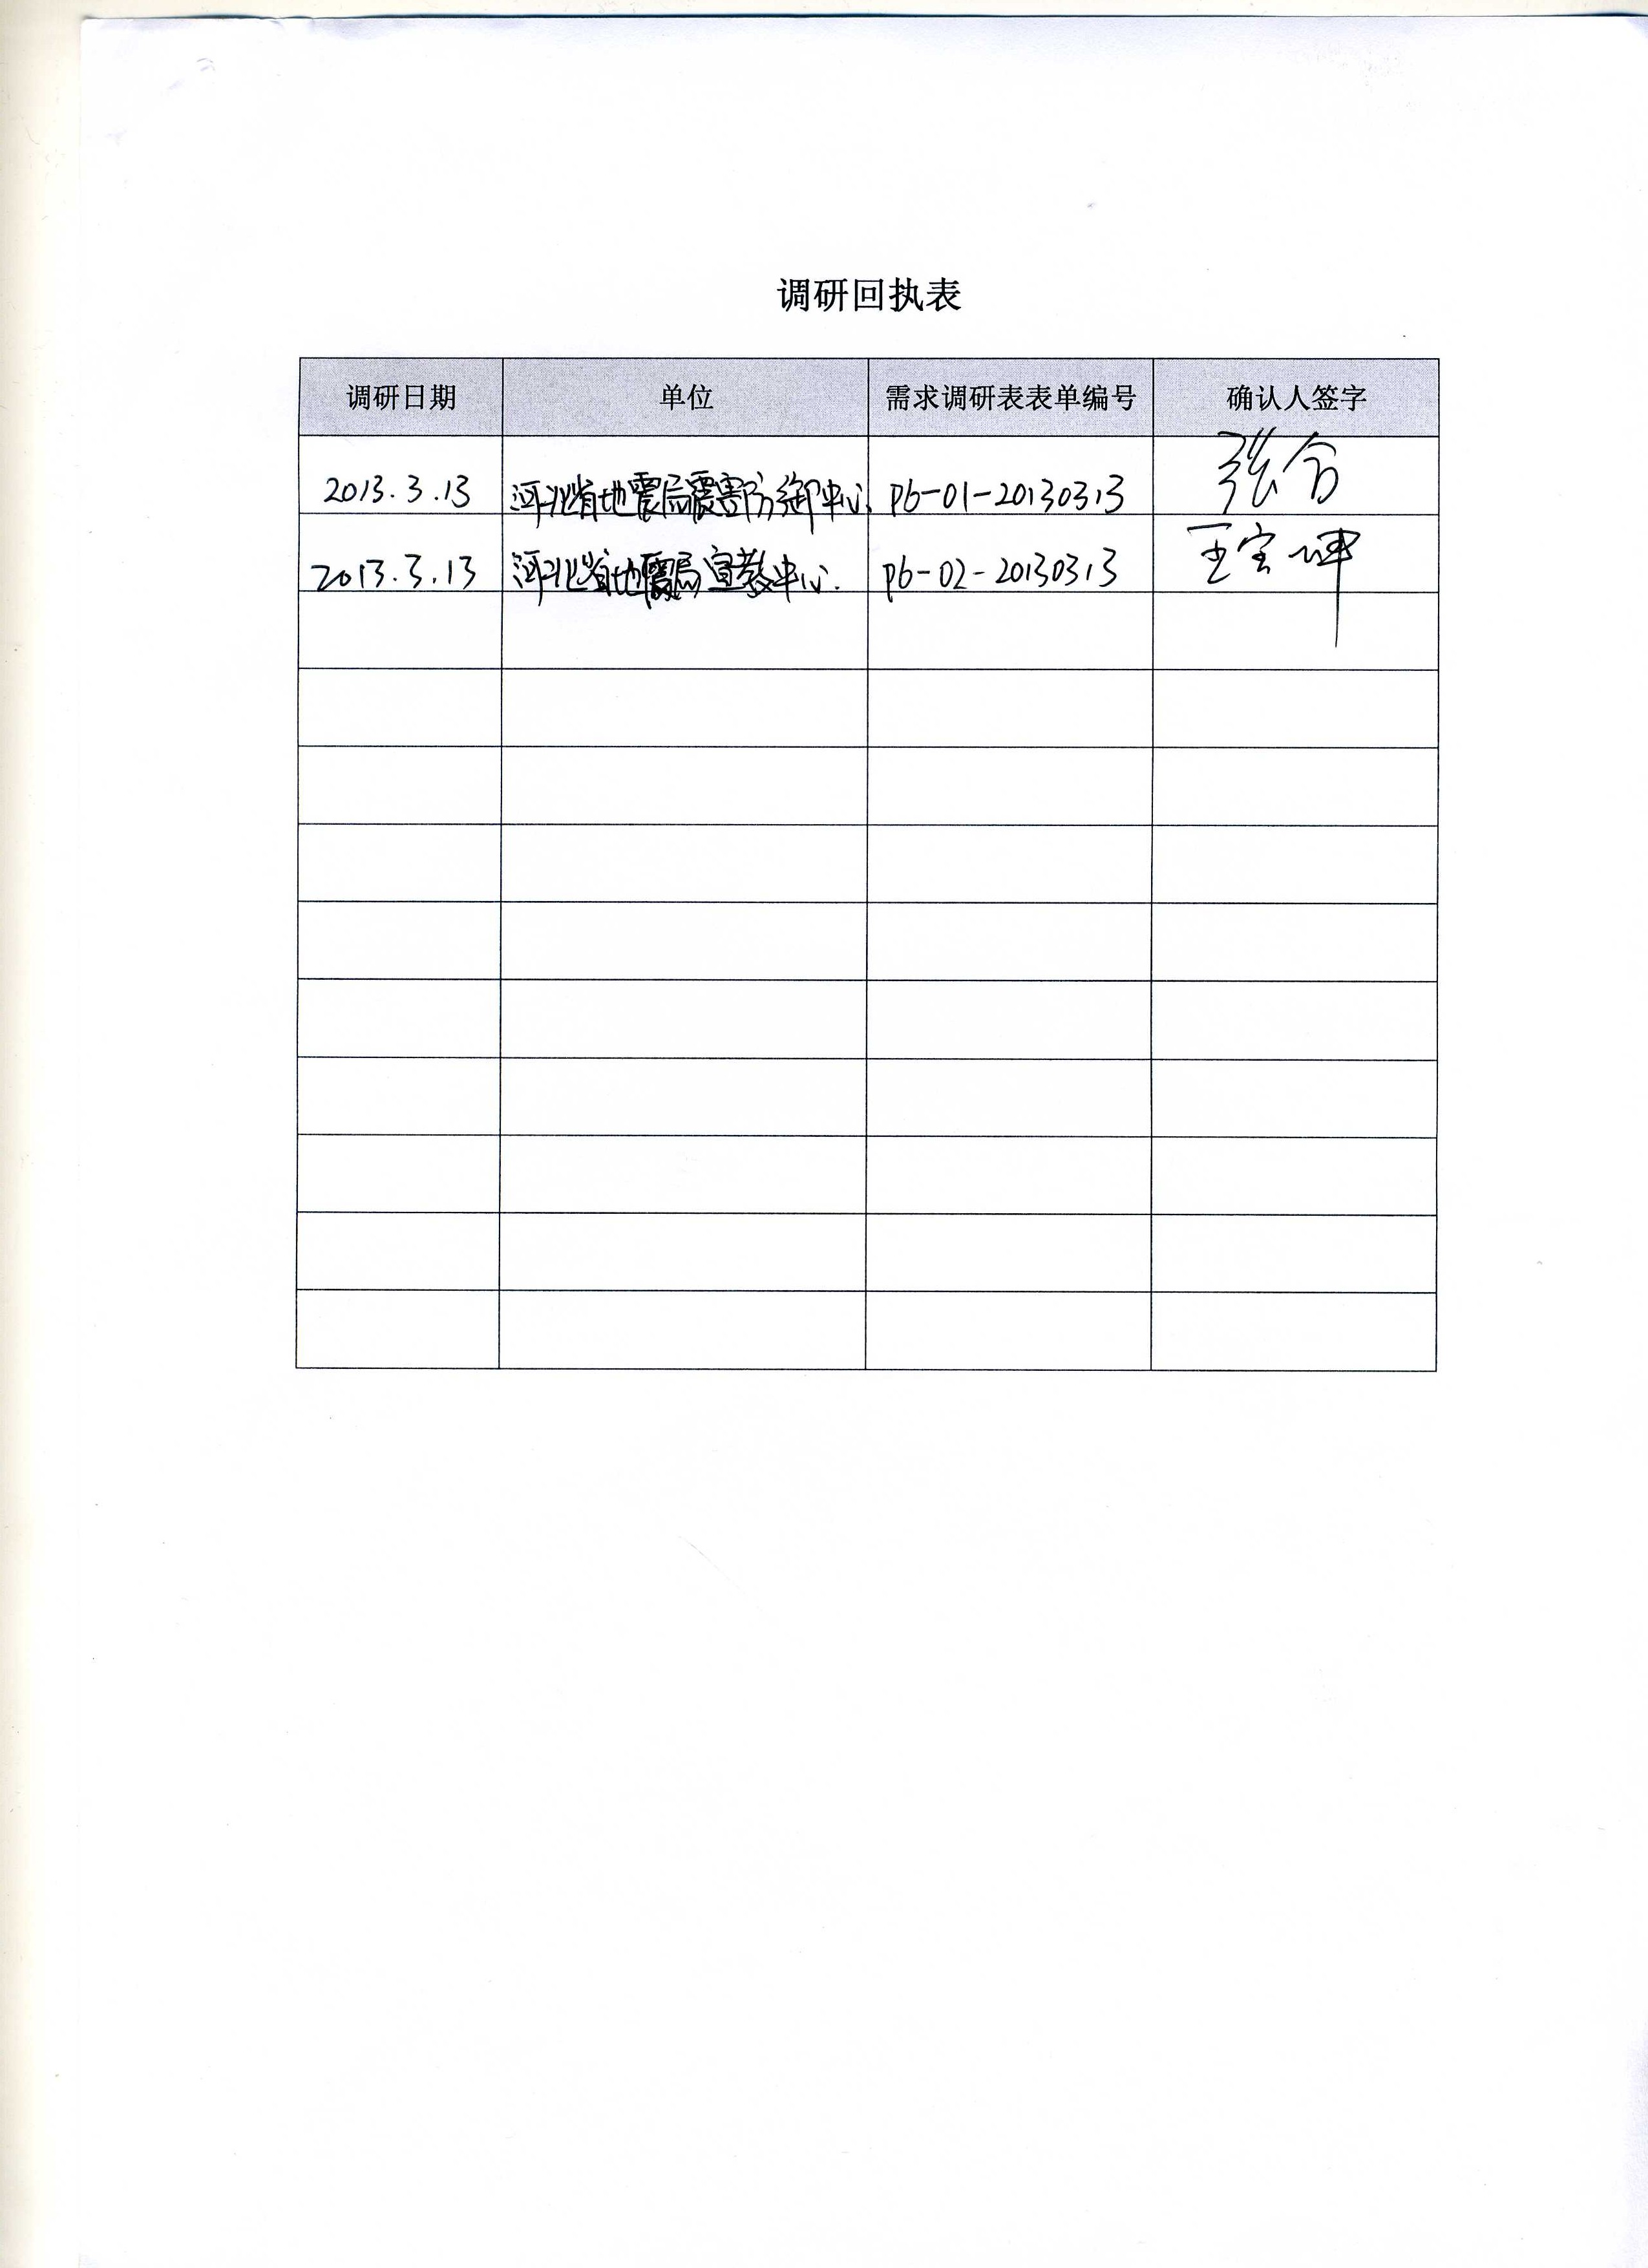 调研回执表
调研日期 单位 需求调研表表单编号 确认人签字
2013.3.13 河北省地震局震害防御中心. P6-01-20130313 张合
2013.3.13 河北省地震局宣教中心. P6-02-20130313 王宝坤